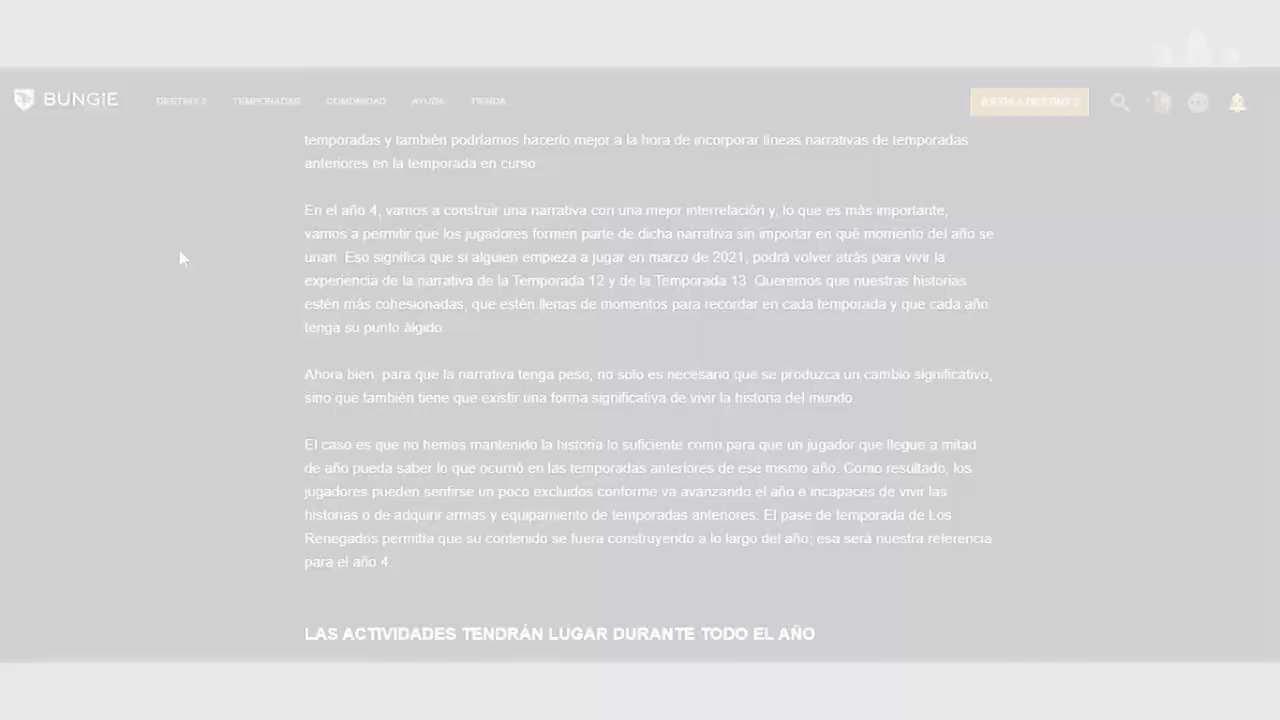 BUNGIE
DESTINY 2 TEMPORADAS COMUNIDAD AYUDA TIENDA
temporadas y también podríamos hacerlo mejor a la hora de incorporar líneas narrativas de temporadas
anteriores en la temporada en curso.
En el año 4, vamos a construir una narrativa con una mejor interrelación y, lo que es más importante,
vamos a permitir que los jugadores formen parte de dicha narrativa sin importar en qué momento del año se
unan. Eso significa que si alguien empieza a jugar en marzo de 2021, podrá volver atrás para vivir la
experiencia de la narrativa de la Temporada 12 y de la Temporada 13. Queremos que nuestras historias
estén más cohesionadas, que estén llenas de momentos para recordar en cada temporada y que cada año
tenga su punto álgido.
Ahora bien, para que la narrativa tenga peso, no solo es necesario que se produzca un cambio significativo,
sino que también tiene que existir una forma significativa de vivir la historia del mundo.
El caso es que no hemos mantenido la historia lo suficiente como para que un jugador que llegue a mitad
de año pueda saber lo que ocurrió en las temporadas anteriores de ese mismo año. Como resultado, los
jugadores pueden sentirse un poco excluidos conforme va avanzando el año e incapaces de vivir las
historias o de adquirir armas y equipamiento de temporadas anteriores. El pase de temporada de Los
Renegados permitía que su contenido se fuera construyendo a lo largo del año; esa será nuestra referencia
para el año 4.
LAS ACTIVIDADES TENDRÁN LUGAR DURANTE TODO EL AÑO